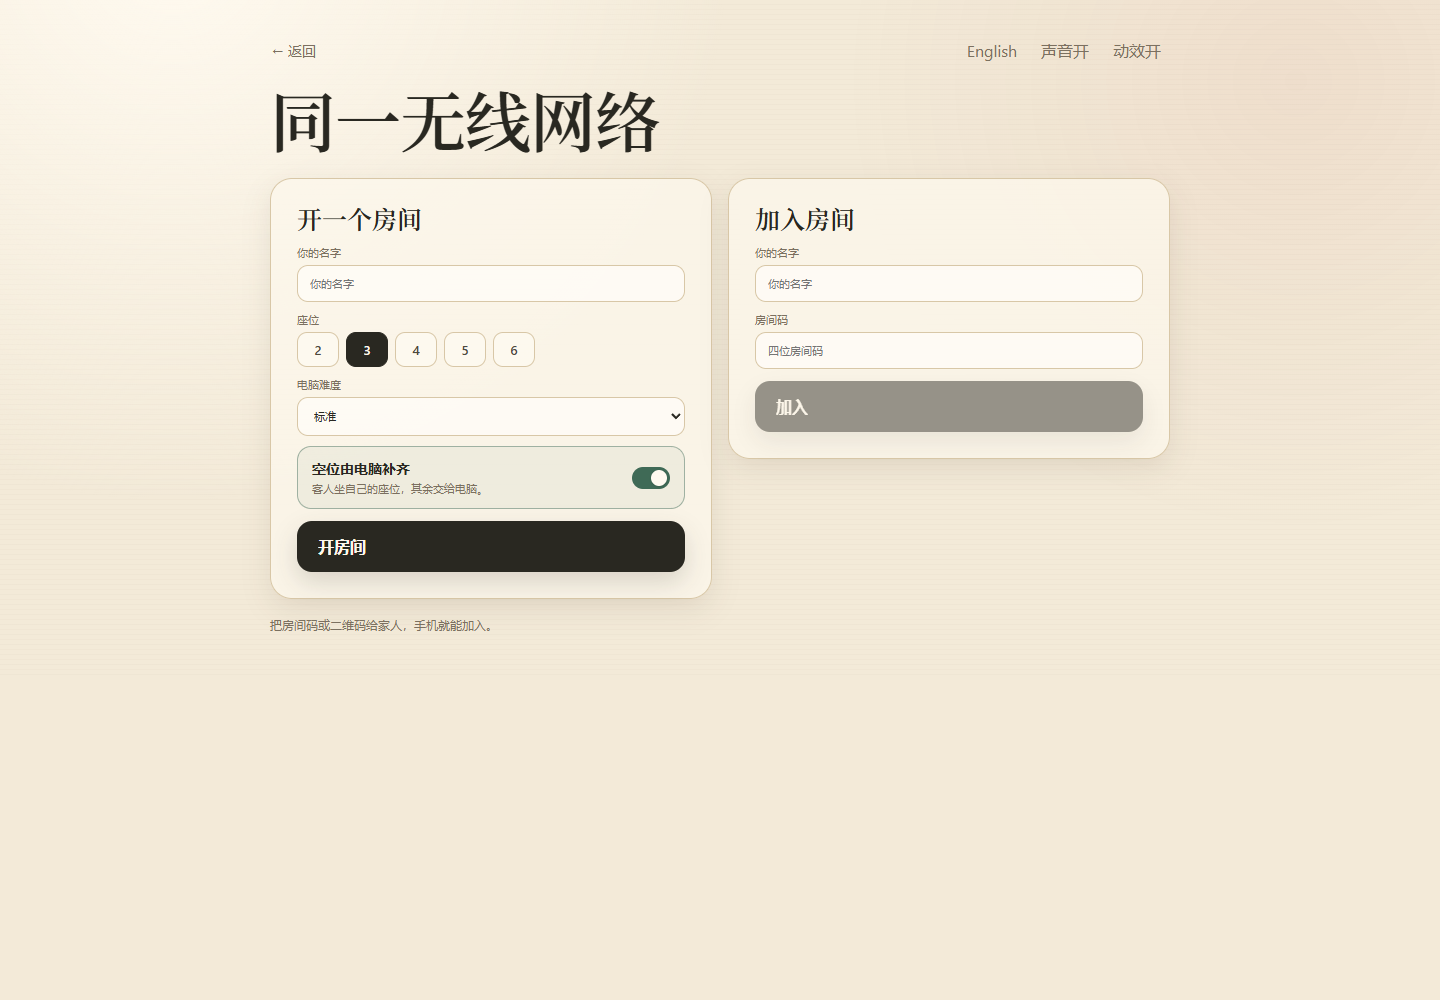 ← 返回
English 声音开 动效开
同一无线网络
开一个房间
你的名字
你的名字
座位
2 3 4 5 6
电脑难度
标准
空位由电脑补齐
客人坐自己的座位，其余交给电脑。
开房间
加入房间
你的名字
你的名字
房间码
四位房间码
加入
把房间码或二维码给家人，手机就能加入。